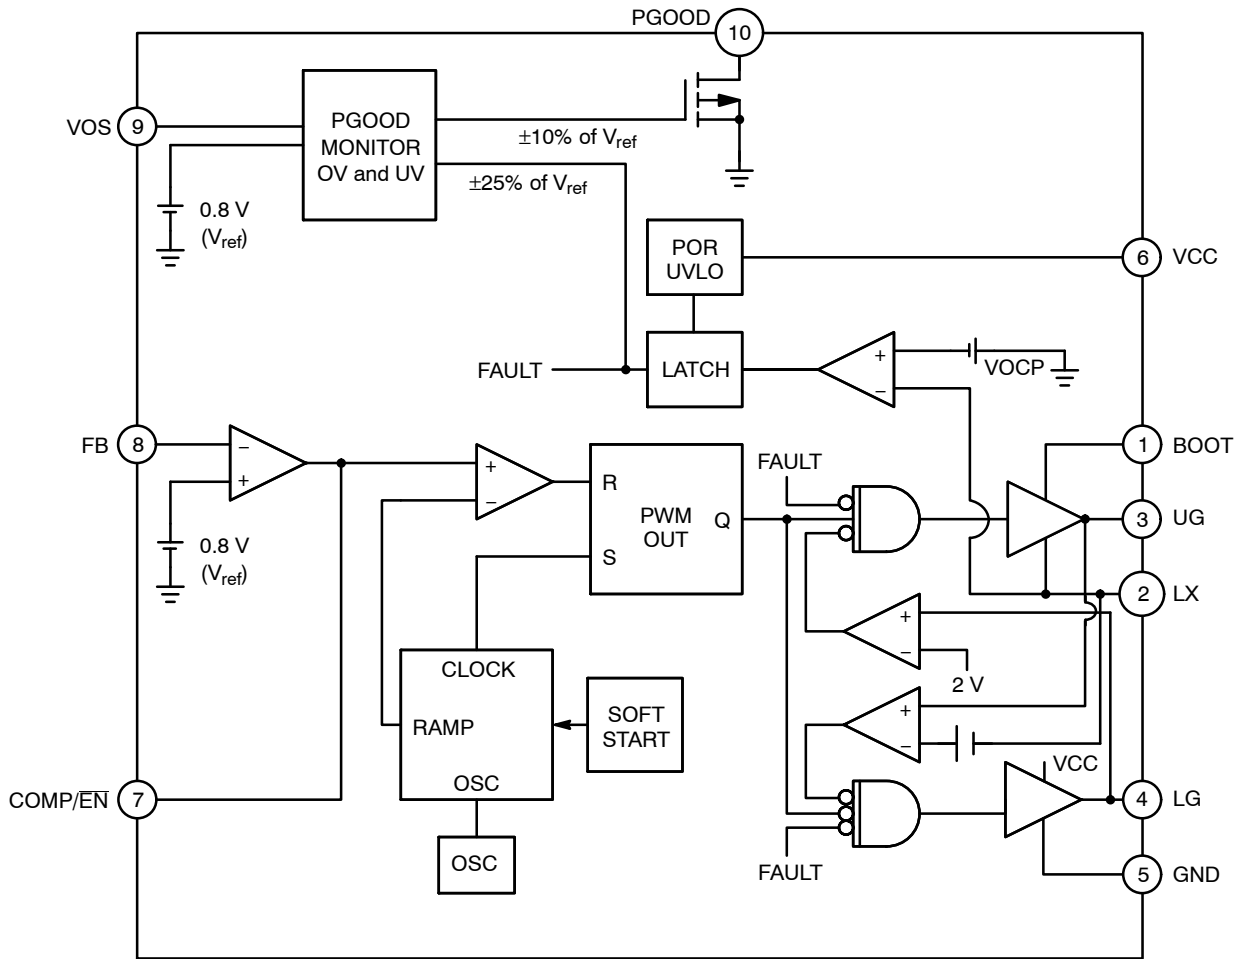 PGOOD
10
VOS
9
PGOOD
MONITOR
OV and UV
±10% of Vref
±25% of Vref
0.8 V
(Vref)
POR
UVLO
6
VCC
FAULT
LATCH
+
−
VOCP
FB
8
−
+
0.8 V
(Vref)
+
−
R
S
PWM
OUT
Q
FAULT
1
BOOT
3
UG
2
LX
+
−
2 V
CLOCK
RAMP
OSC
SOFT
START
+
−
VCC
COMP/EN
7
4
LG
OSC
FAULT
5
GND